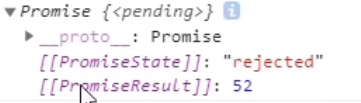 ▼ Promise {<pending>} i
▶ __proto__: Promise
[[PromiseState]]: "rejected"
[[PromiseResult]]: 52